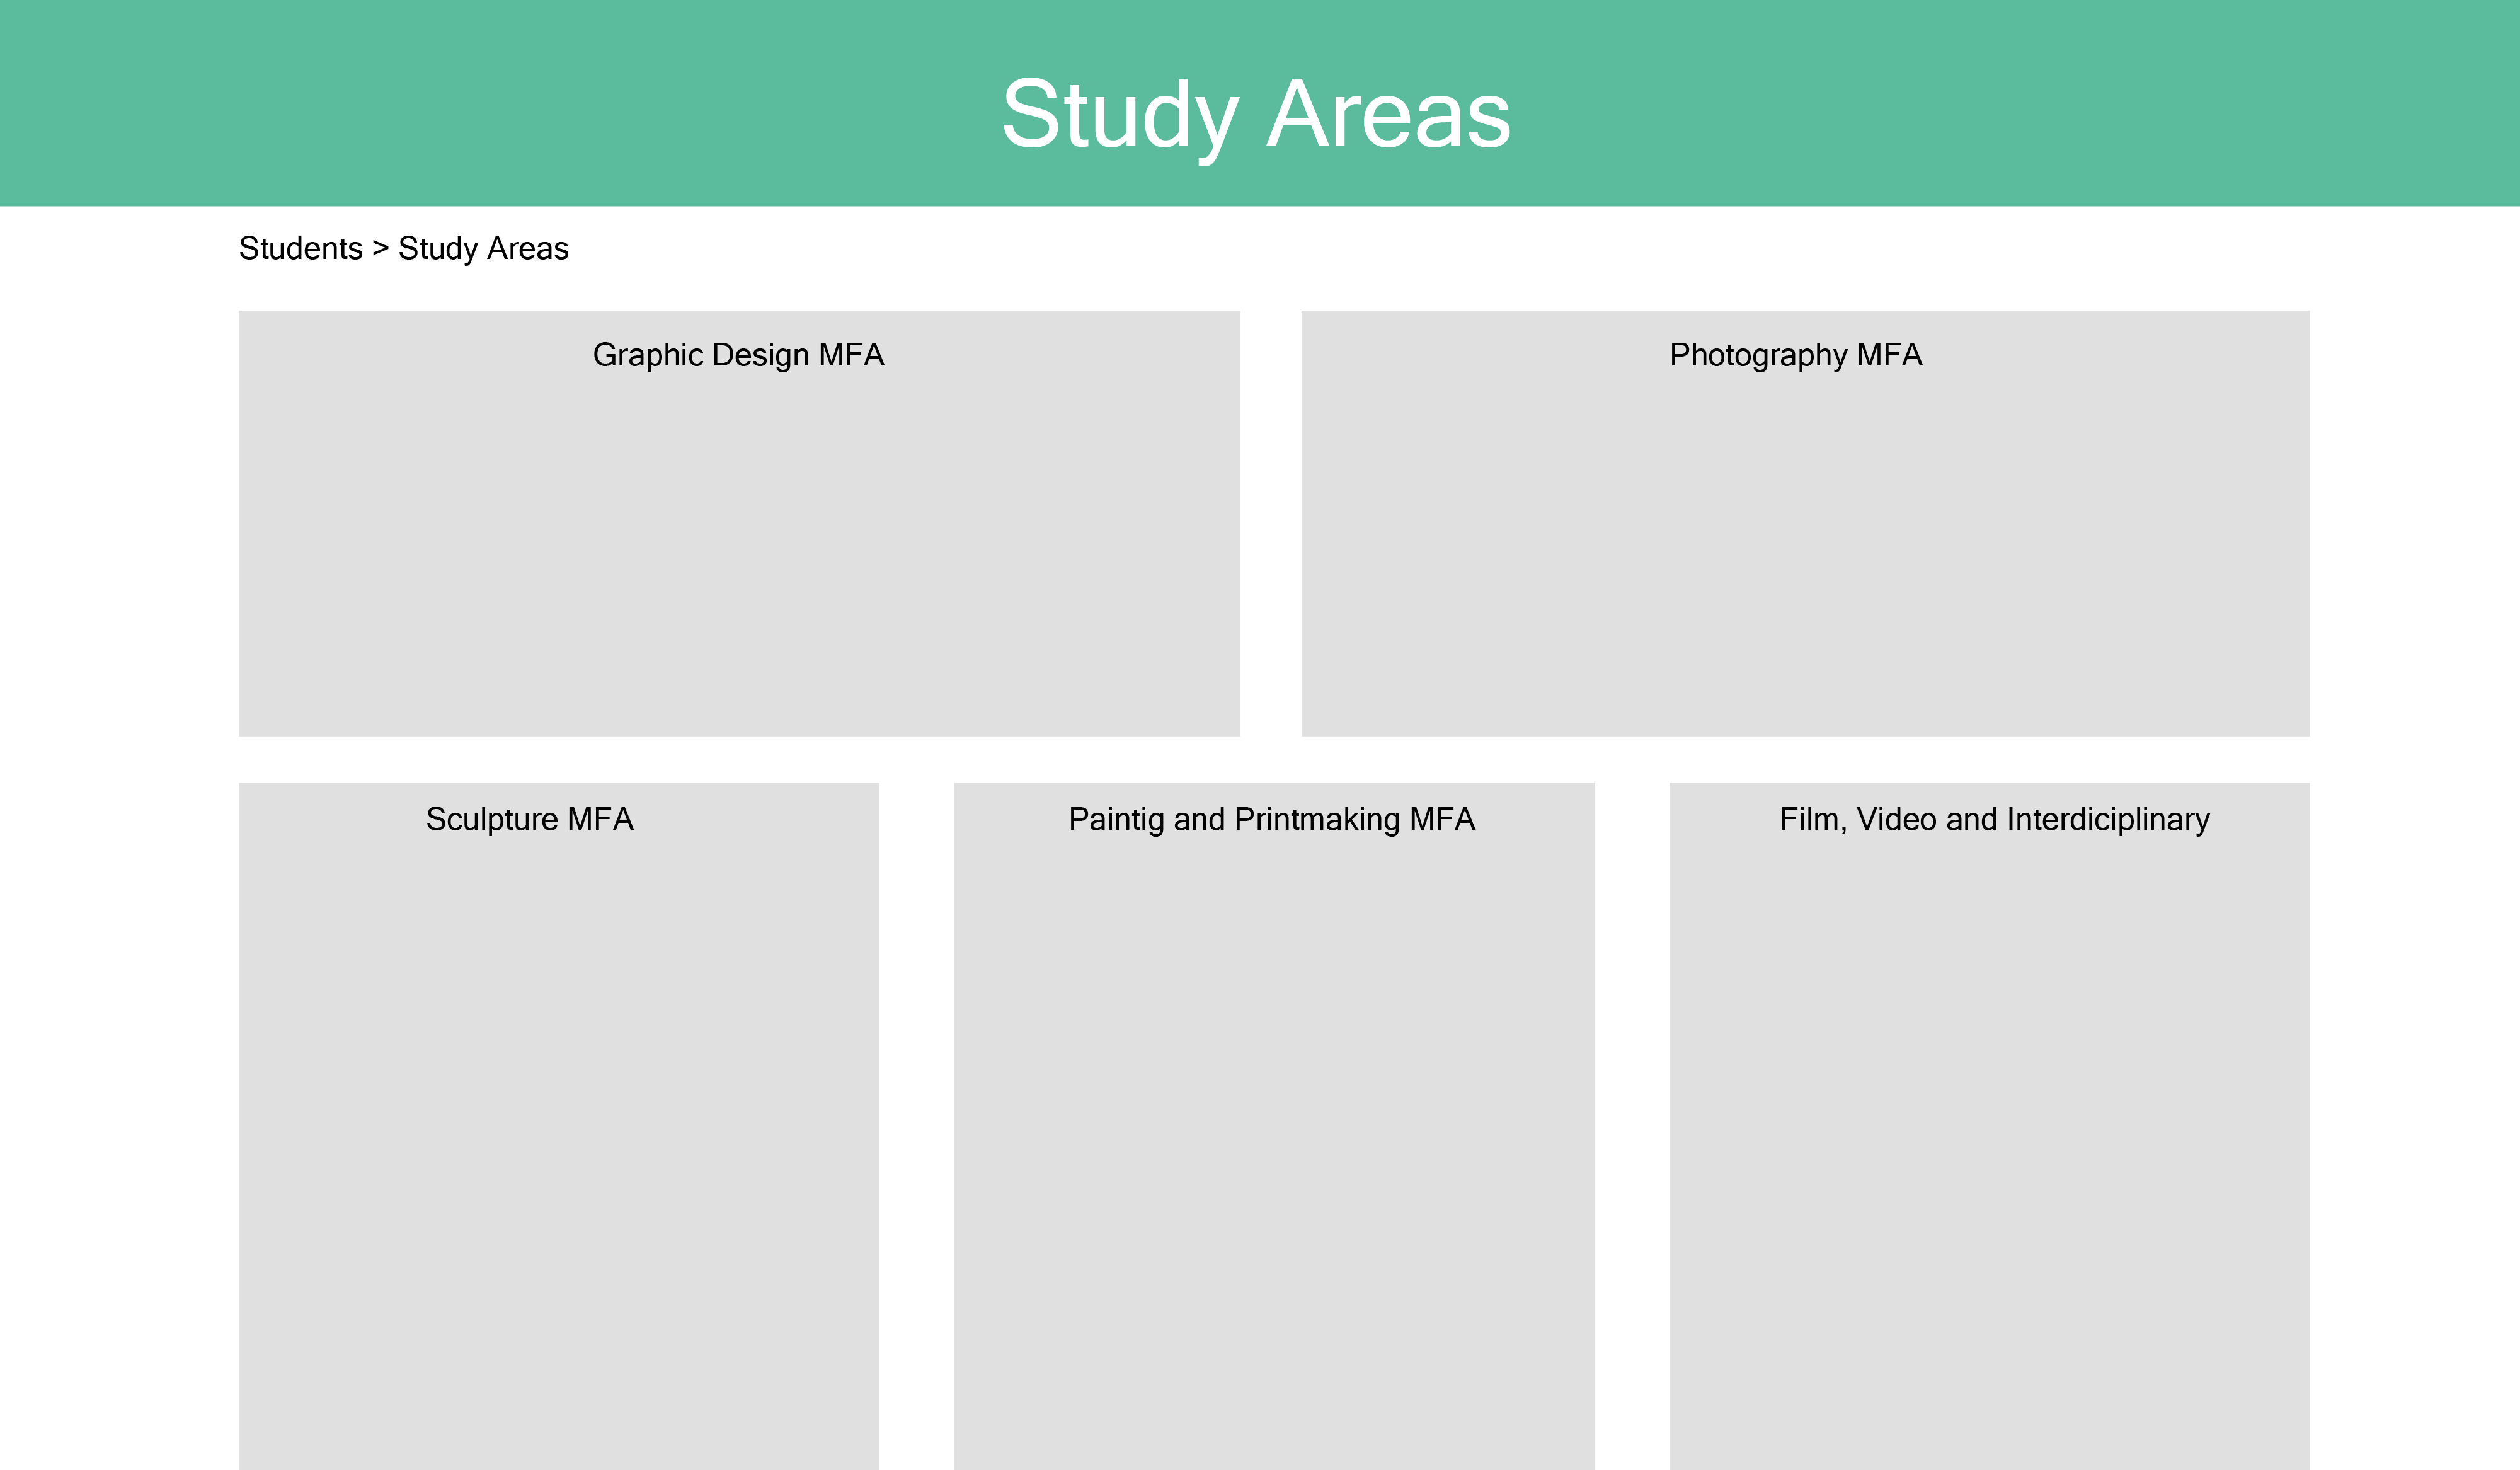 Study Areas
Students > Study Areas
Graphic Design MFA
Photography MFA
Sculpture MFA
Paintig and Printmaking MFA
Film, Video and Interdiciplinary